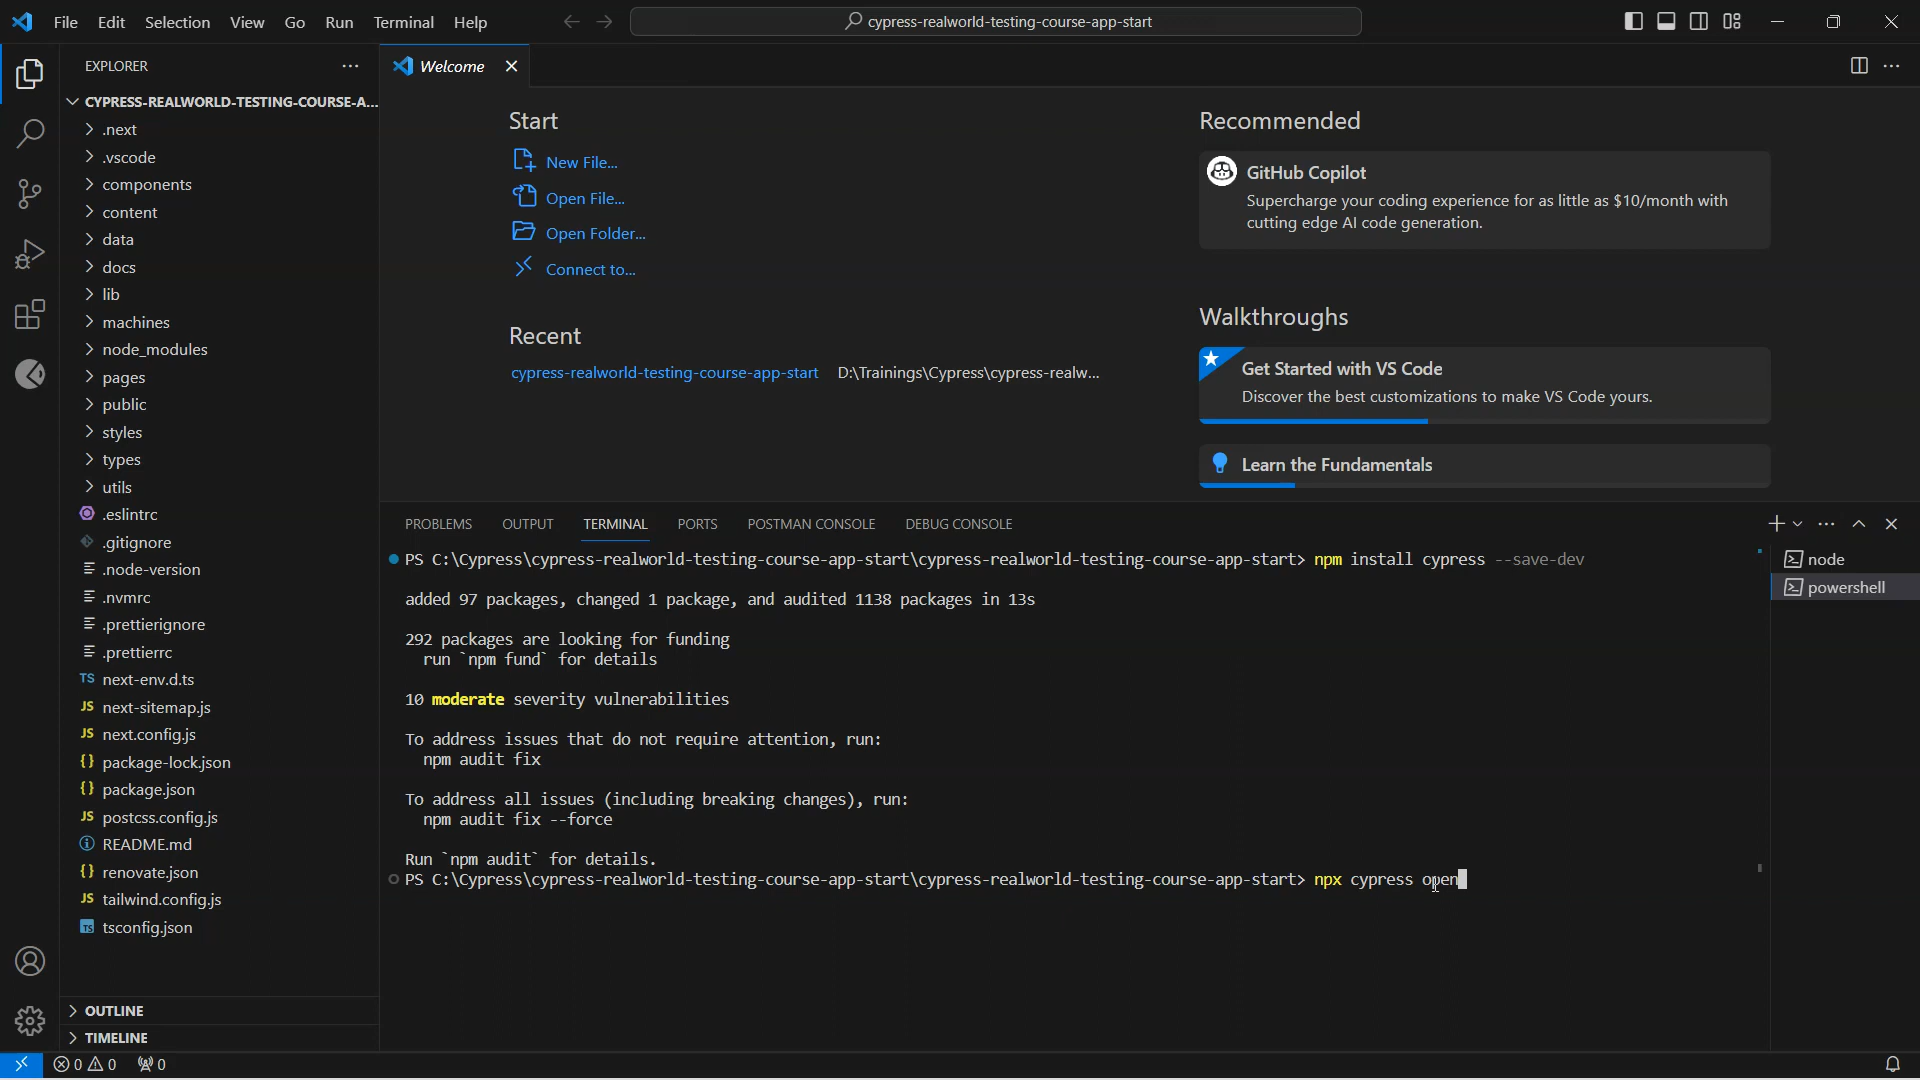 File Edit Selection View Go Run Terminal Help
cypress-realworld-testing-course-app-start
EXPLORER
CYPRESS-REALWORLD-TESTING-COURSE-A...
.next
.vscode
components
content
data
docs
lib
machines
node_modules
pages
public
styles
types
utils
.eslintrc
.gitignore
.node-version
.nvmrc
.prettierignore
.prettierrc
TS next-env.d.ts
JS next-sitemap.js
JS next.config.js
{} package-lock.json
{} package.json
JS postcss.config.js
README.md
{} renovate.json
JS tailwind.config.js
TS tsconfig.json
OUTLINE
TIMELINE
Welcome
Start
New File...
Open File...
Open Folder...
Connect to...
Recent
cypress-realworld-testing-course-app-start D:\Trainings\Cypress\cypress-realw...
Recommended
GitHub Copilot
Supercharge your coding experience for as little as $10/month with
cutting edge AI code generation.
Walkthroughs
Get Started with VS Code
Discover the best customizations to make VS Code yours.
Learn the Fundamentals
PROBLEMS OUTPUT TERMINAL PORTS POSTMAN CONSOLE DEBUG CONSOLE
PS C:\Cypress\cypress-realworld-testing-course-app-start\cypress-realworld-testing-course-app-start> npm install cypress --save-dev
added 97 packages, changed 1 package, and audited 1138 packages in 13s
292 packages are looking for funding
run `npm fund` for details
10 moderate severity vulnerabilities
To address issues that do not require attention, run:
npm audit fix
To address all issues (including breaking changes), run:
npm audit fix --force
Run `npm audit` for details.
PS C:\Cypress\cypress-realworld-testing-course-app-start\cypress-realworld-testing-course-app-start> npx cypress open
node
powershell
0 0 0